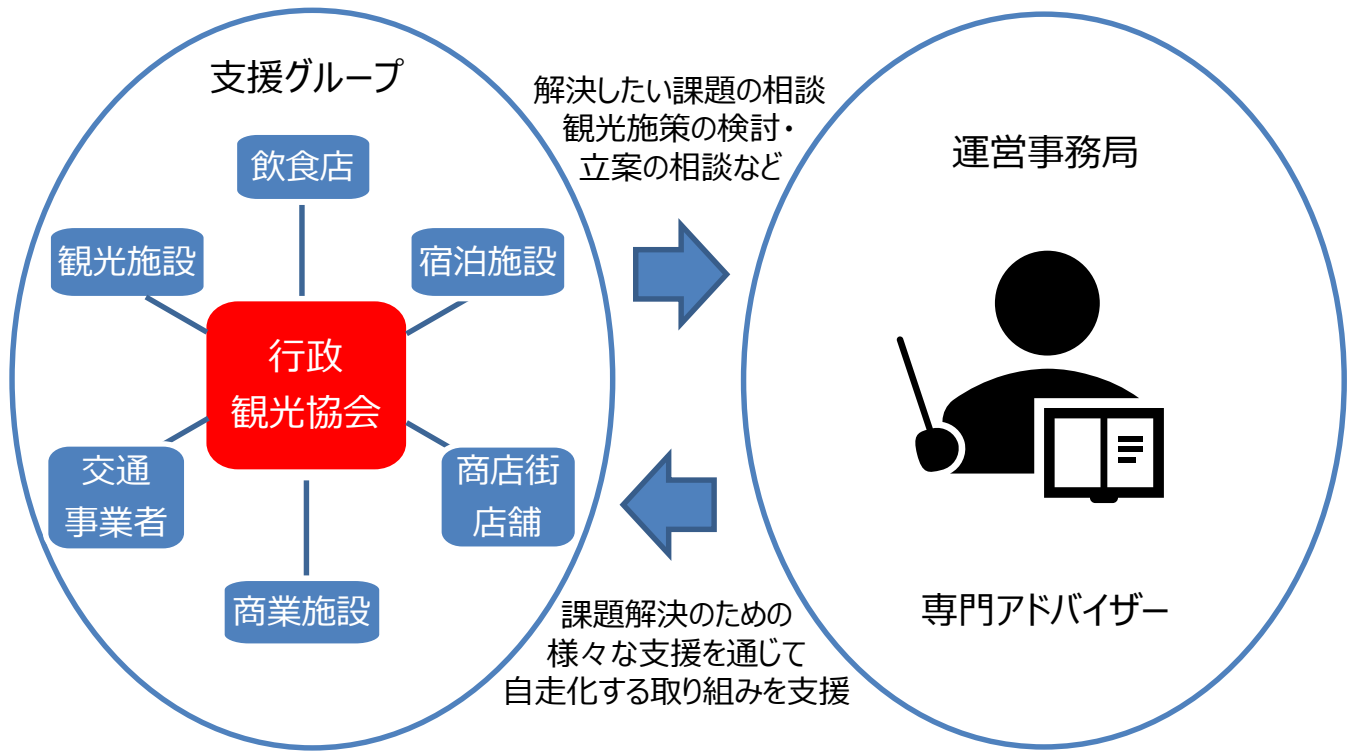 支援グループ
飲食店
観光施設
宿泊施設
行政
観光協会
交通
事業者
商店街
店舗
商業施設
解決したい課題の相談
観光施策の検討・
立案の相談など
課題解決のための
様々な支援を通じて
自走化する取り組みを支援
運営事務局
専門アドバイザー